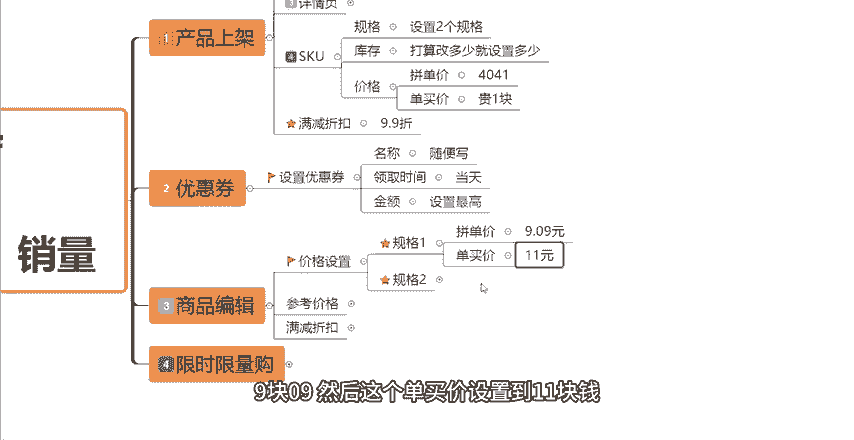 详情页
1 产品上架
规格 设置2个规格
SKU
库存 打算改多少就设置多少
价格
拼单价 4041
单买价 贵1块
满减折扣 9.9折
2 优惠券
设置优惠券
名称 随便写
领取时间 当天
金额 设置最高
销量
3 商品编辑
价格设置
规格1
拼单价 9.09元
单买价 11元
规格2
参考价格
满减折扣
4 限时限量购
9块09 然后这个单买价设置到11块钱